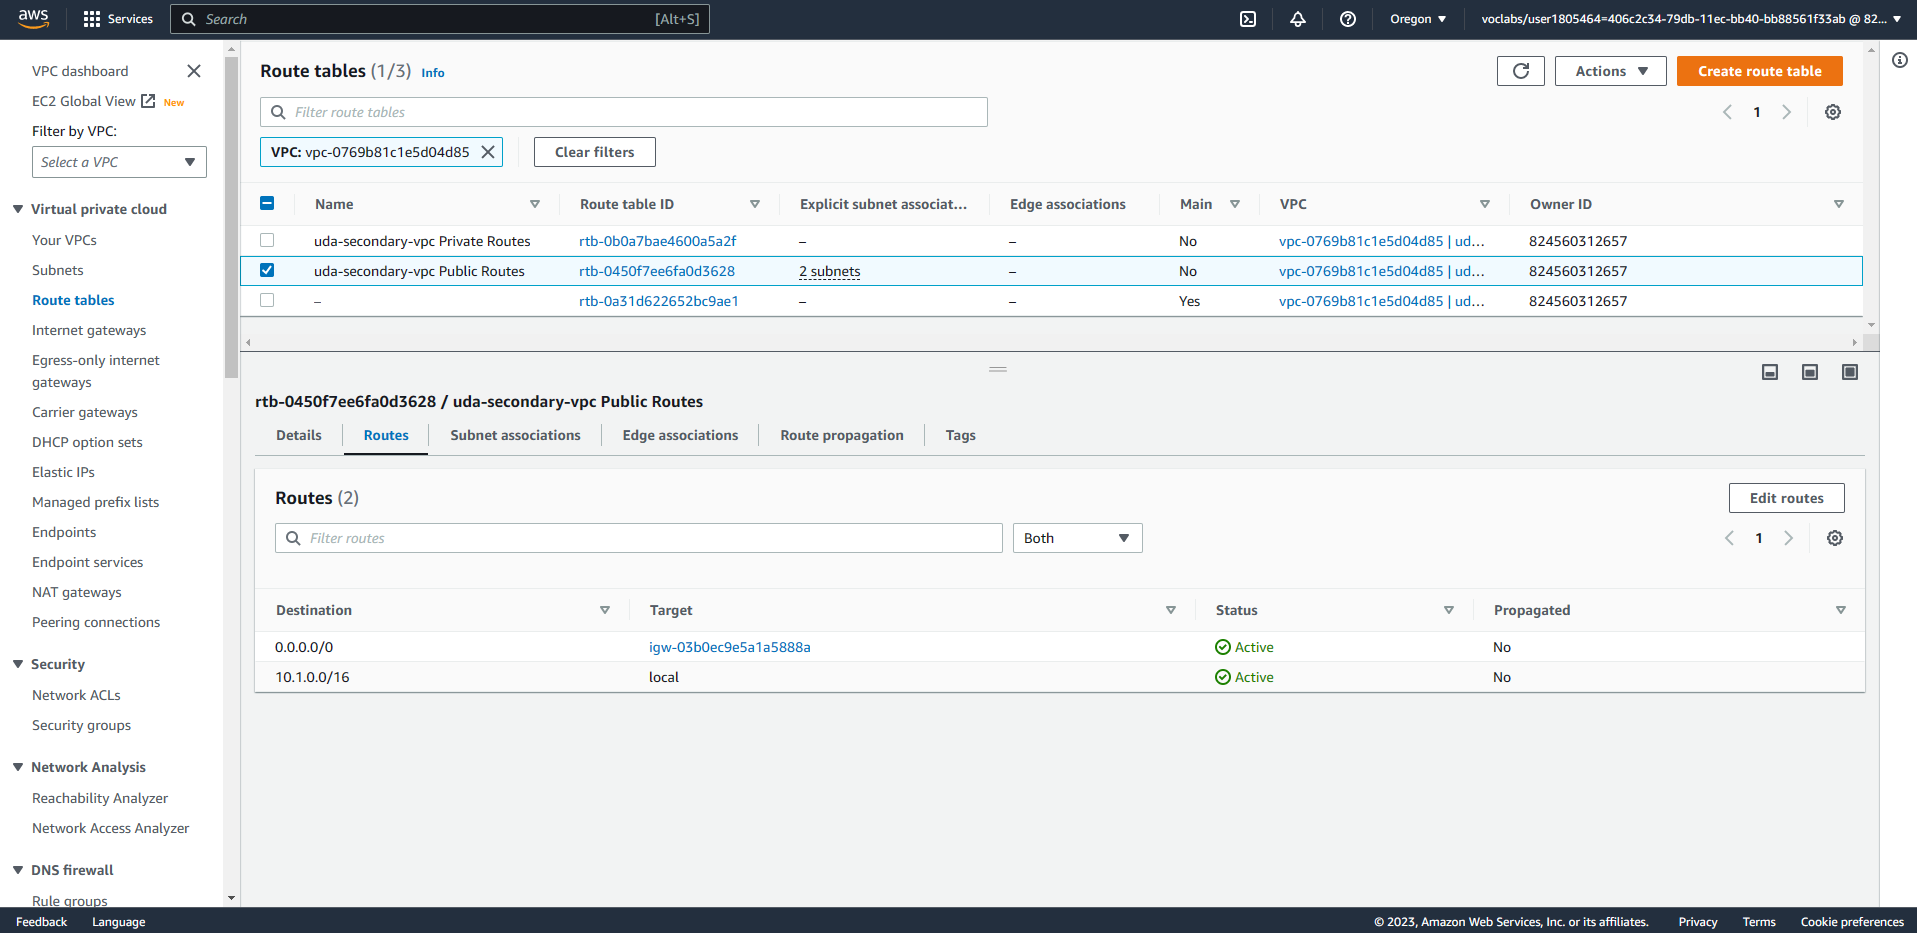 aws
Services
Search
[Alt+S]
Oregon
voclabs/user1805464=406c2c34-79db-11ec-bb40-bb88561f33ab @ 82...
VPC dashboard
EC2 Global View
New
Filter by VPC:
Select a VPC
Virtual private cloud
Your VPCs
Subnets
Route tables
Internet gateways
Egress-only internet
gateways
Carrier gateways
DHCP option sets
Elastic IPs
Managed prefix lists
Endpoints
Endpoint services
NAT gateways
Peering connections
Security
Network ACLs
Security groups
Network Analysis
Reachability Analyzer
Network Access Analyzer
DNS firewall
Rule groups
Route tables (1/3) Info
Actions
Create route table
Filter route tables
1
VPC: vpc-0769b81c1e5d04d85
Clear filters
Name Route table ID Explicit subnet associat... Edge associations Main VPC Owner ID
uda-secondary-vpc Private Routes rtb-0b0a7bae4600a5a2f – – No vpc-0769b81c1e5d04d85 | ud... 824560312657
uda-secondary-vpc Public Routes rtb-0450f7ee6fa0d3628 2 subnets – No vpc-0769b81c1e5d04d85 | ud... 824560312657
– rtb-0a31d622652bc9ae1 – – Yes vpc-0769b81c1e5d04d85 | ud... 824560312657
rtb-0450f7ee6fa0d3628 / uda-secondary-vpc Public Routes
Details Routes Subnet associations Edge associations Route propagation Tags
Routes (2)
Edit routes
Filter routes
Both
1
Destination Target Status Propagated
0.0.0.0/0 igw-03b0ec9e5a1a5888a Active No
10.1.0.0/16 local Active No
Feedback Language
© 2023, Amazon Web Services, Inc. or its affiliates. Privacy Terms Cookie preferences